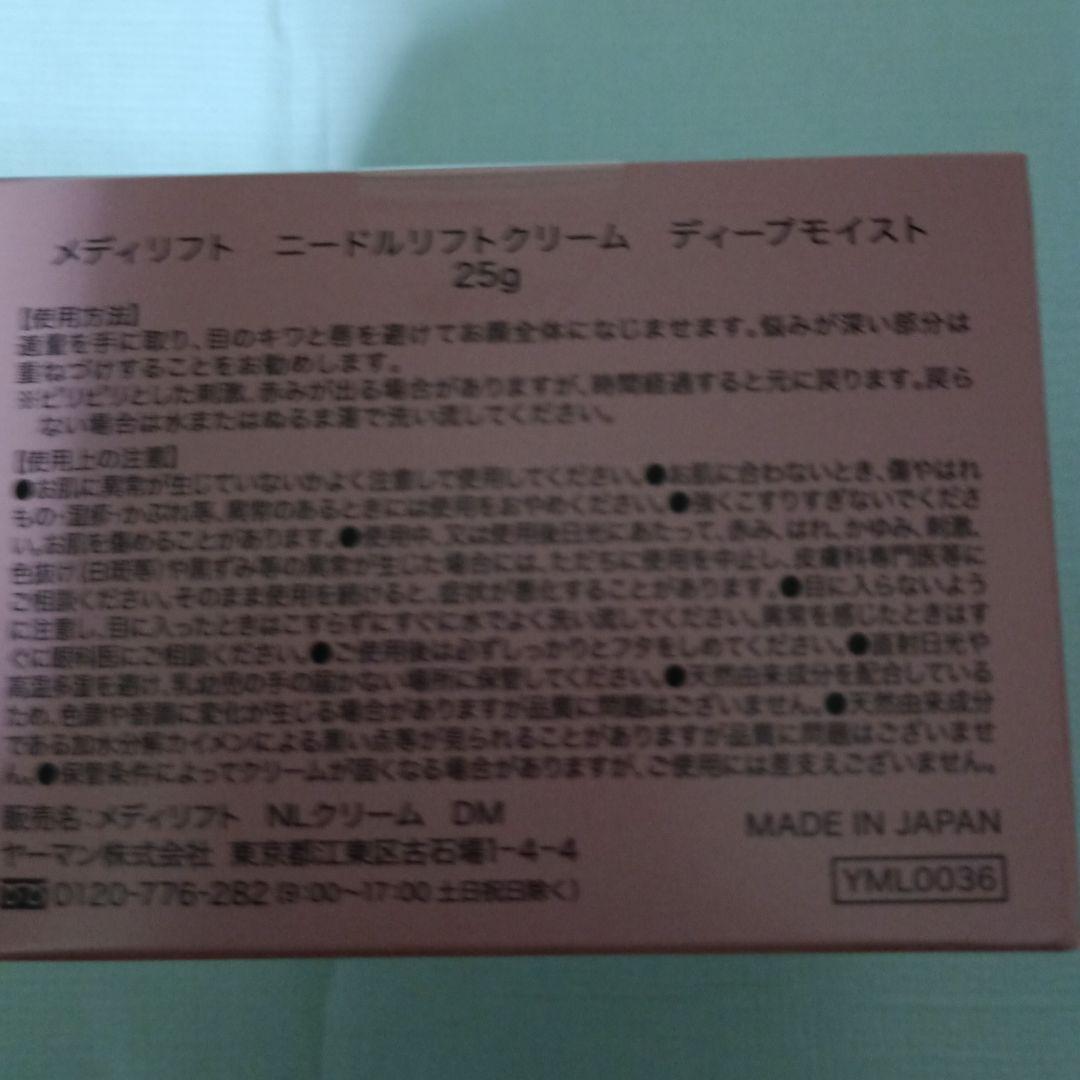 メディリフト　ニードルリフトクリーム　ディープモイスト
25g
【使用方法】
適量を手に取り、目のキワと唇を避けてお顔全体になじませます。悩みが深い部分は
重ねづけすることをお勧めします。
※ピリピリとした刺激、赤みが出る場合がありますが、時間経過すると元に戻ります。戻ら
ない場合は水またはぬるま湯で洗い流してください。
【使用上の注意】
●お肌に異常が生じていないかよく注意して使用してください。●お肌に合わないとき、傷やはれ
もの・湿疹・かぶれ等、異常のあるときには使用をおやめください。●強くこすりすぎないでくださ
い。お肌を傷めることがあります。●使用中、又は使用後日光にあたって、赤み、はれ、かゆみ、刺激、
色抜け(白斑等)や黒ずみ等の異常が生じた場合には、ただちに使用を中止し、皮膚科専門医等に
ご相談ください。そのまま使用を続けると、症状が悪化することがあります。●目に入らないよう
に注意し、目に入ったときはこすらずにすぐに水でよく洗い流してください。異常を感じたときはす
ぐに眼科医にご相談ください。●ご使用後は必ずしっかりとフタをしめてください。●直射日光や
高温多湿を避け、乳幼児の手の届かない場所に保管してください。●天然由来成分を配合している
ため、色調や香調に変化が生じる場合がありますが品質に問題はございません。●天然由来成分
である加水分解カイメンによる黒い点等が見られることがありますが品質に問題はございませ
ん。●保管条件によってクリームが固くなる場合がありますが、ご使用には差支えございません。
販売名:メディリフト　NLクリーム　DM
ヤーマン株式会社 東京都江東区古石場1-4-4
0120-776-282(9:00〜17:00 土日祝日除く)
MADE IN JAPAN
YML0036